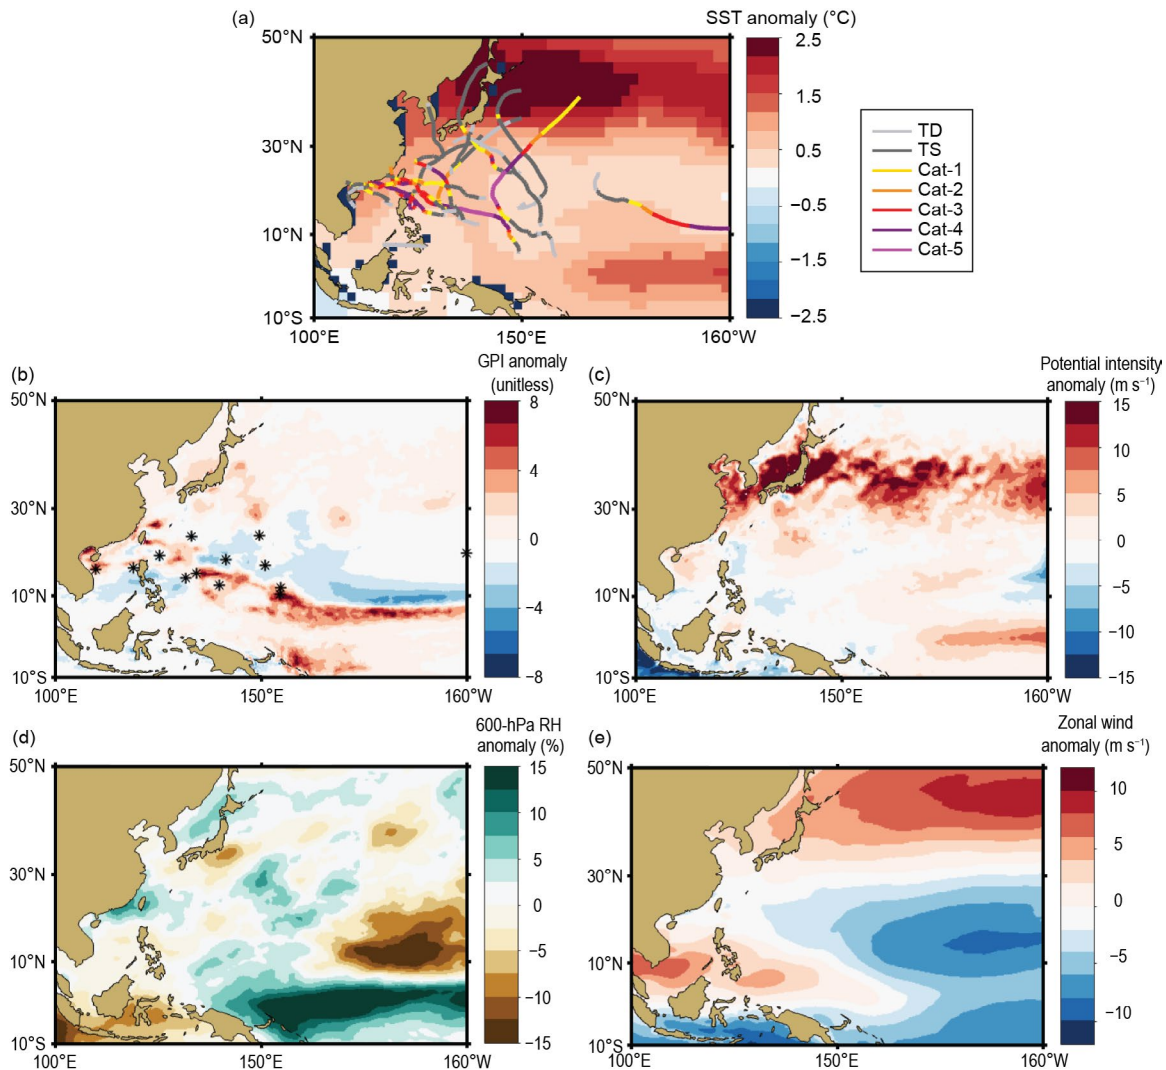 (a)
SST anomaly (°C)
50°N
30°N
10°N
10°S
100°E
150°E
160°W
2.5
1.5
0.5
−0.5
−1.5
−2.5
TD
TS
Cat-1
Cat-2
Cat-3
Cat-4
Cat-5
(b)
GPI anomaly
(unitless)
50°N
30°N
10°N
10°S
100°E
150°E
160°W
8
4
0
−4
−8
(c)
Potential intensity
anomaly (m s⁻¹)
50°N
30°N
10°N
10°S
100°E
150°E
160°W
15
10
5
0
−5
−10
−15
(d)
600-hPa RH
anomaly (%)
50°N
30°N
10°N
10°S
100°E
150°E
160°W
15
10
5
0
−5
−10
−15
(e)
Zonal wind
anomaly (m s⁻¹)
50°N
30°N
10°N
10°S
100°E
150°E
160°W
10
5
0
−5
−10